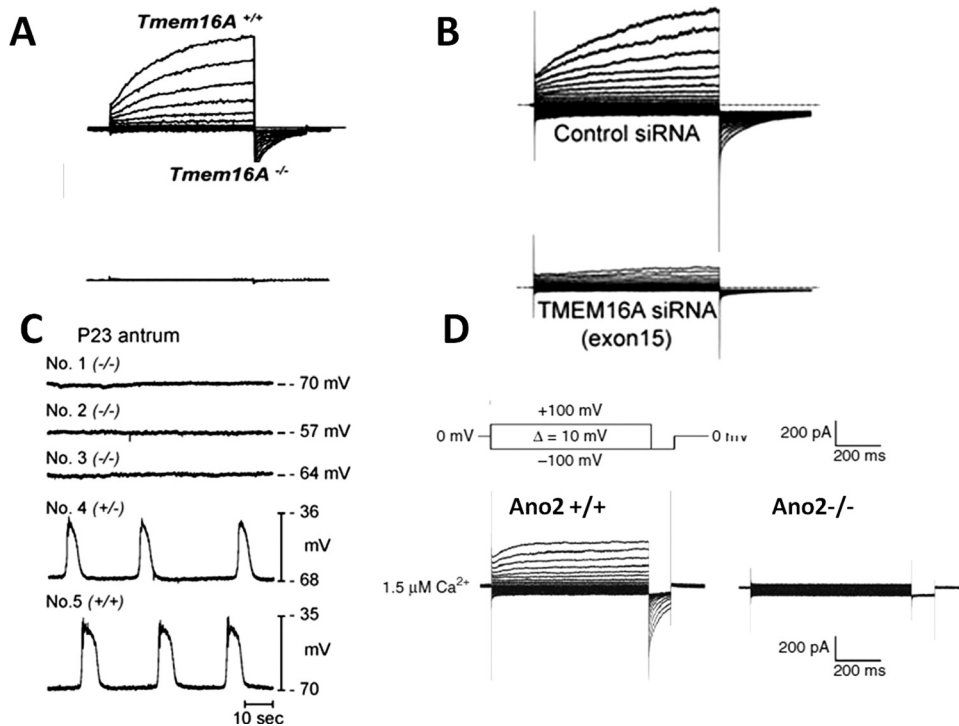 A
Tmem16A +/+
Tmem16A -/-
B
Control siRNA
TMEM16A siRNA
(exon15)
C
P23 antrum
No. 1 (-/-)
- - 70 mV
No. 2 (-/-)
- - 57 mV
No. 3 (-/-)
- - 64 mV
No. 4 (+/-)
- 36
mV
- 68
No.5 (+/+)
- 35
mV
- 70
10 sec
D
+100 mV
0 mV
Δ = 10 mV
0
−100 mV
200 pA
200 ms
Ano2 +/+
Ano2-/-
1.5 μM Ca²⁺
200 pA
200 ms